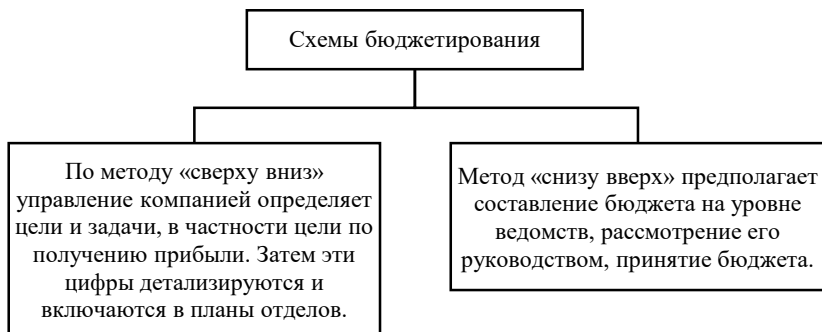 Схемы бюджетирования
По методу «сверху вниз»
управление компанией определяет
цели и задачи, в частности цели по
получению прибыли. Затем эти
цифры детализируются и
включаются в планы отделов.
Метод «снизу вверх» предполагает
составление бюджета на уровне
ведомств, рассмотрение его
руководством, принятие бюджета.